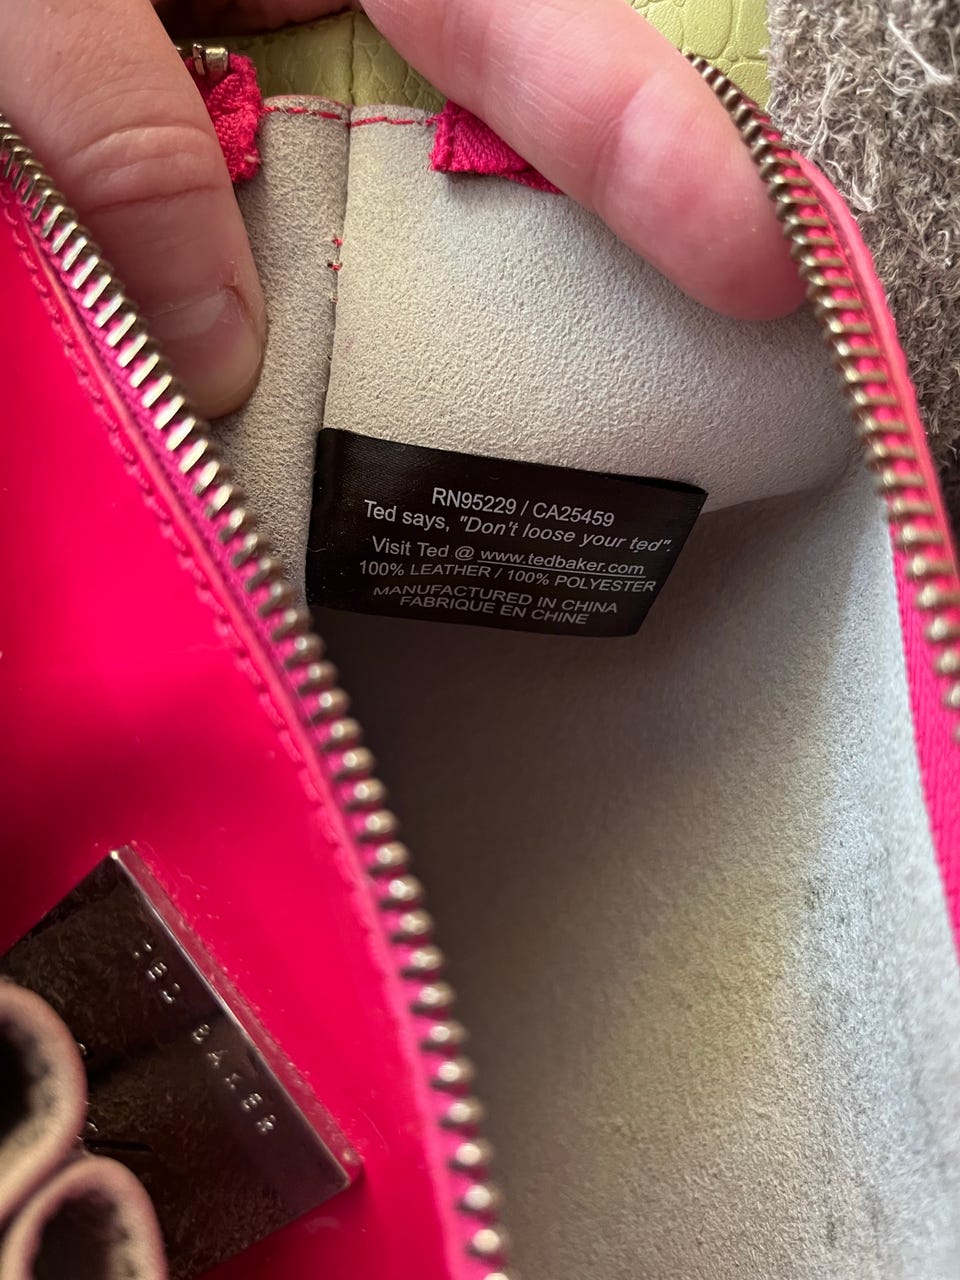 RN95229 / CA25459
Ted says, "Don't loose your ted".
Visit Ted @ www.tedbaker.com
100% LEATHER / 100% POLYESTER
MANUFACTURED IN CHINA
FABRIQUE EN CHINE
TED BAKER